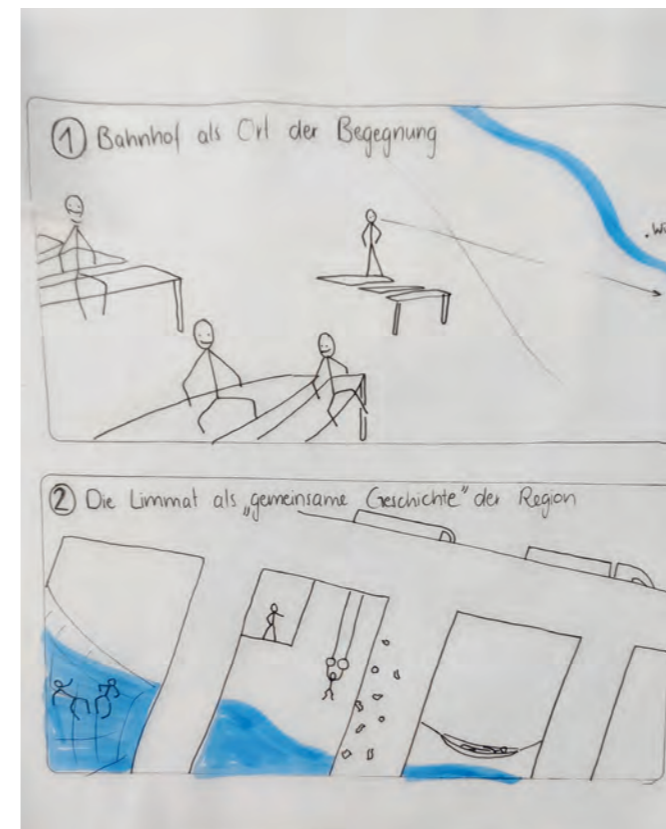 ① Bahnhof als Ort der Begegnung
② Die Limmat als „gemeinsame Geschichte" der Region